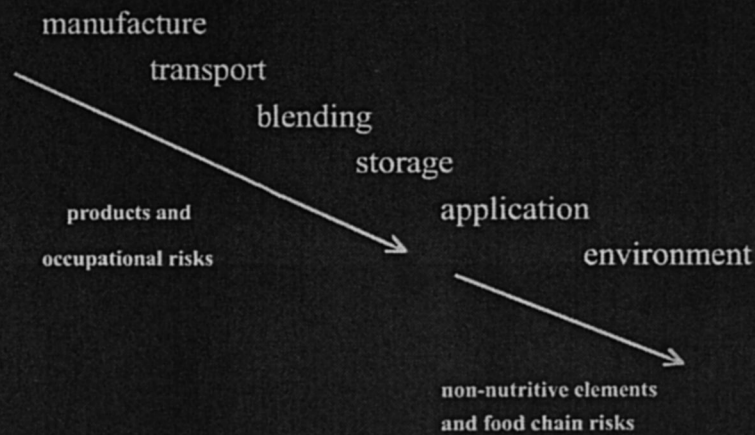 manufacture
transport
blending
storage
products and
application
occupational risks
environment
non-nutritive elements
and food chain risks